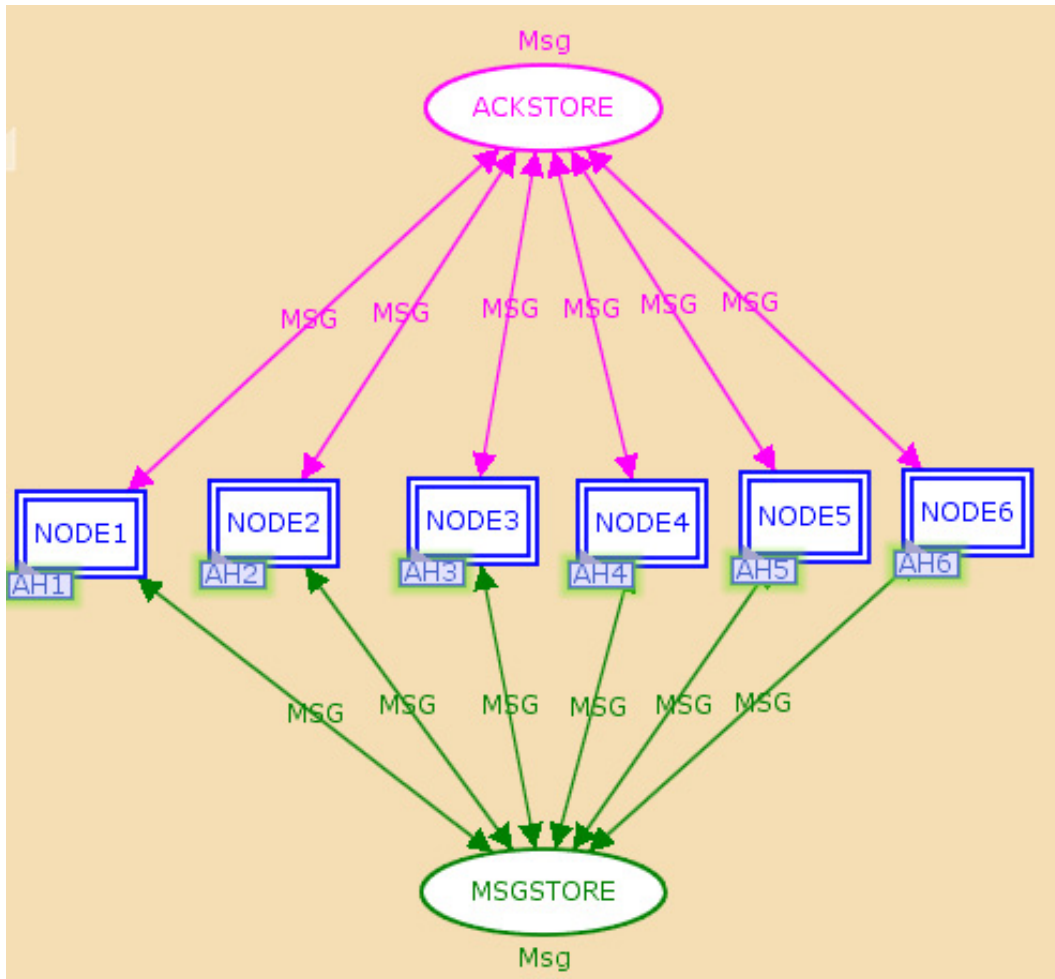 Msg
ACKSTORE
MSG MSG MSG MSG MSG MSG
NODE1 NODE2 NODE3 NODE4 NODE5 NODE6
AH1 AH2 AH3 AH4 AH5 AH6
MSG MSG MSG MSG MSG MSG
MSGSTORE
Msg